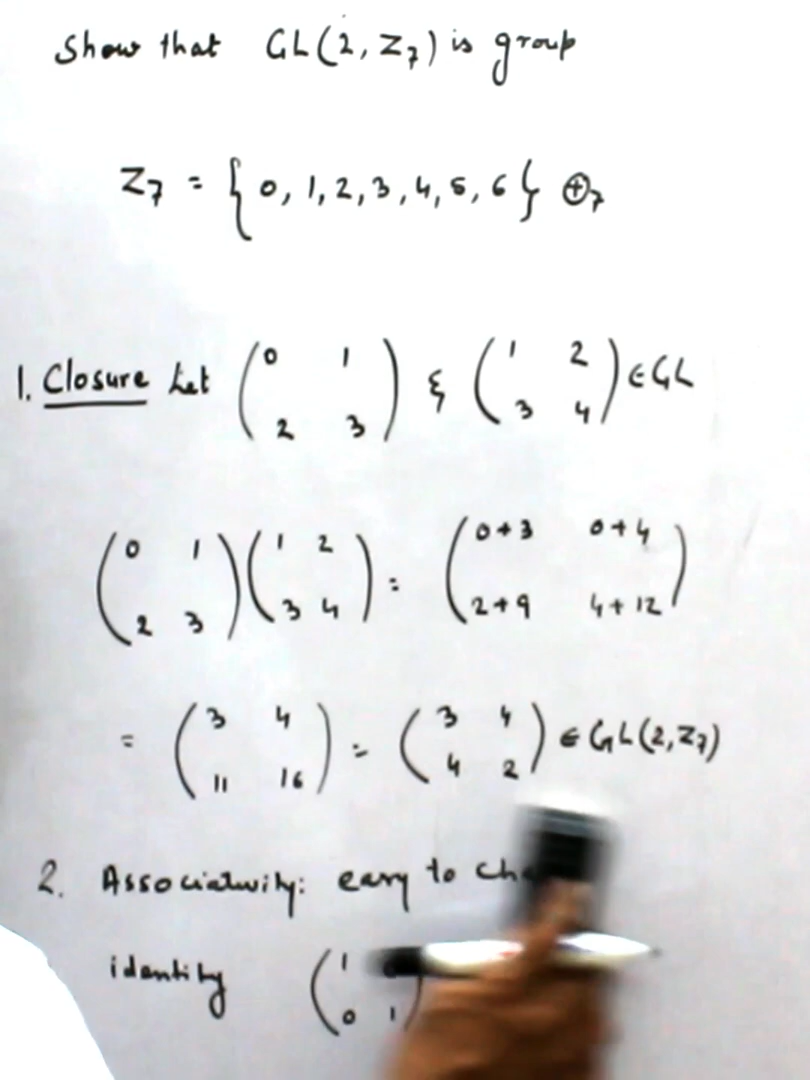 Show that GL(2, Z₇) is group
Z₇ = { 0, 1, 2, 3, 4, 5, 6 } ⊕₇
1. Closure Let ( 0 1 ; 2 3 ) & ( 1 2 ; 3 4 ) ∈ GL
( 0 1 ; 2 3 ) ( 1 2 ; 3 4 ) = ( 0+3 0+4 ; 2+9 4+12 )
= ( 3 4 ; 11 16 ) = ( 3 4 ; 4 2 ) ∈ GL(2, Z₇)
2. Associativity: easy to
identity ( 1 ; 0 1 )